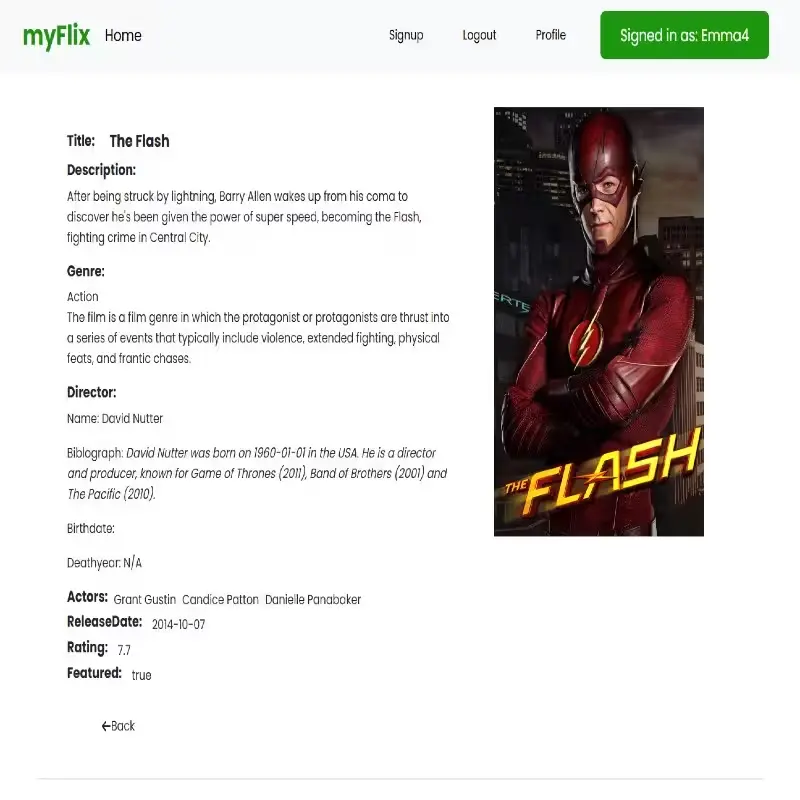 myFlix Home Signup Logout Profile Signed in as: Emma4
Title: The Flash
Description:
After being struck by lightning, Barry Allen wakes up from his coma to
discover he's been given the power of super speed, becoming the Flash,
fighting crime in Central City.
Genre:
Action
The film is a film genre in which the protagonist or protagonists are thrust into
a series of events that typically include violence, extended fighting, physical
feats, and frantic chases.
Director:
Name: David Nutter
Biblograph: David Nutter was born on 1960-01-01 in the USA. He is a director
and producer, known for Game of Thrones (2011), Band of Brothers (2001) and
The Pacific (2010).
Birthdate:
Deathyear: N/A
Actors: Grant Gustin Candice Patton Danielle Panabaker
ReleaseDate: 2014-10-07
Rating: 7.7
Featured: true
←Back
ERTE
THE FLASH